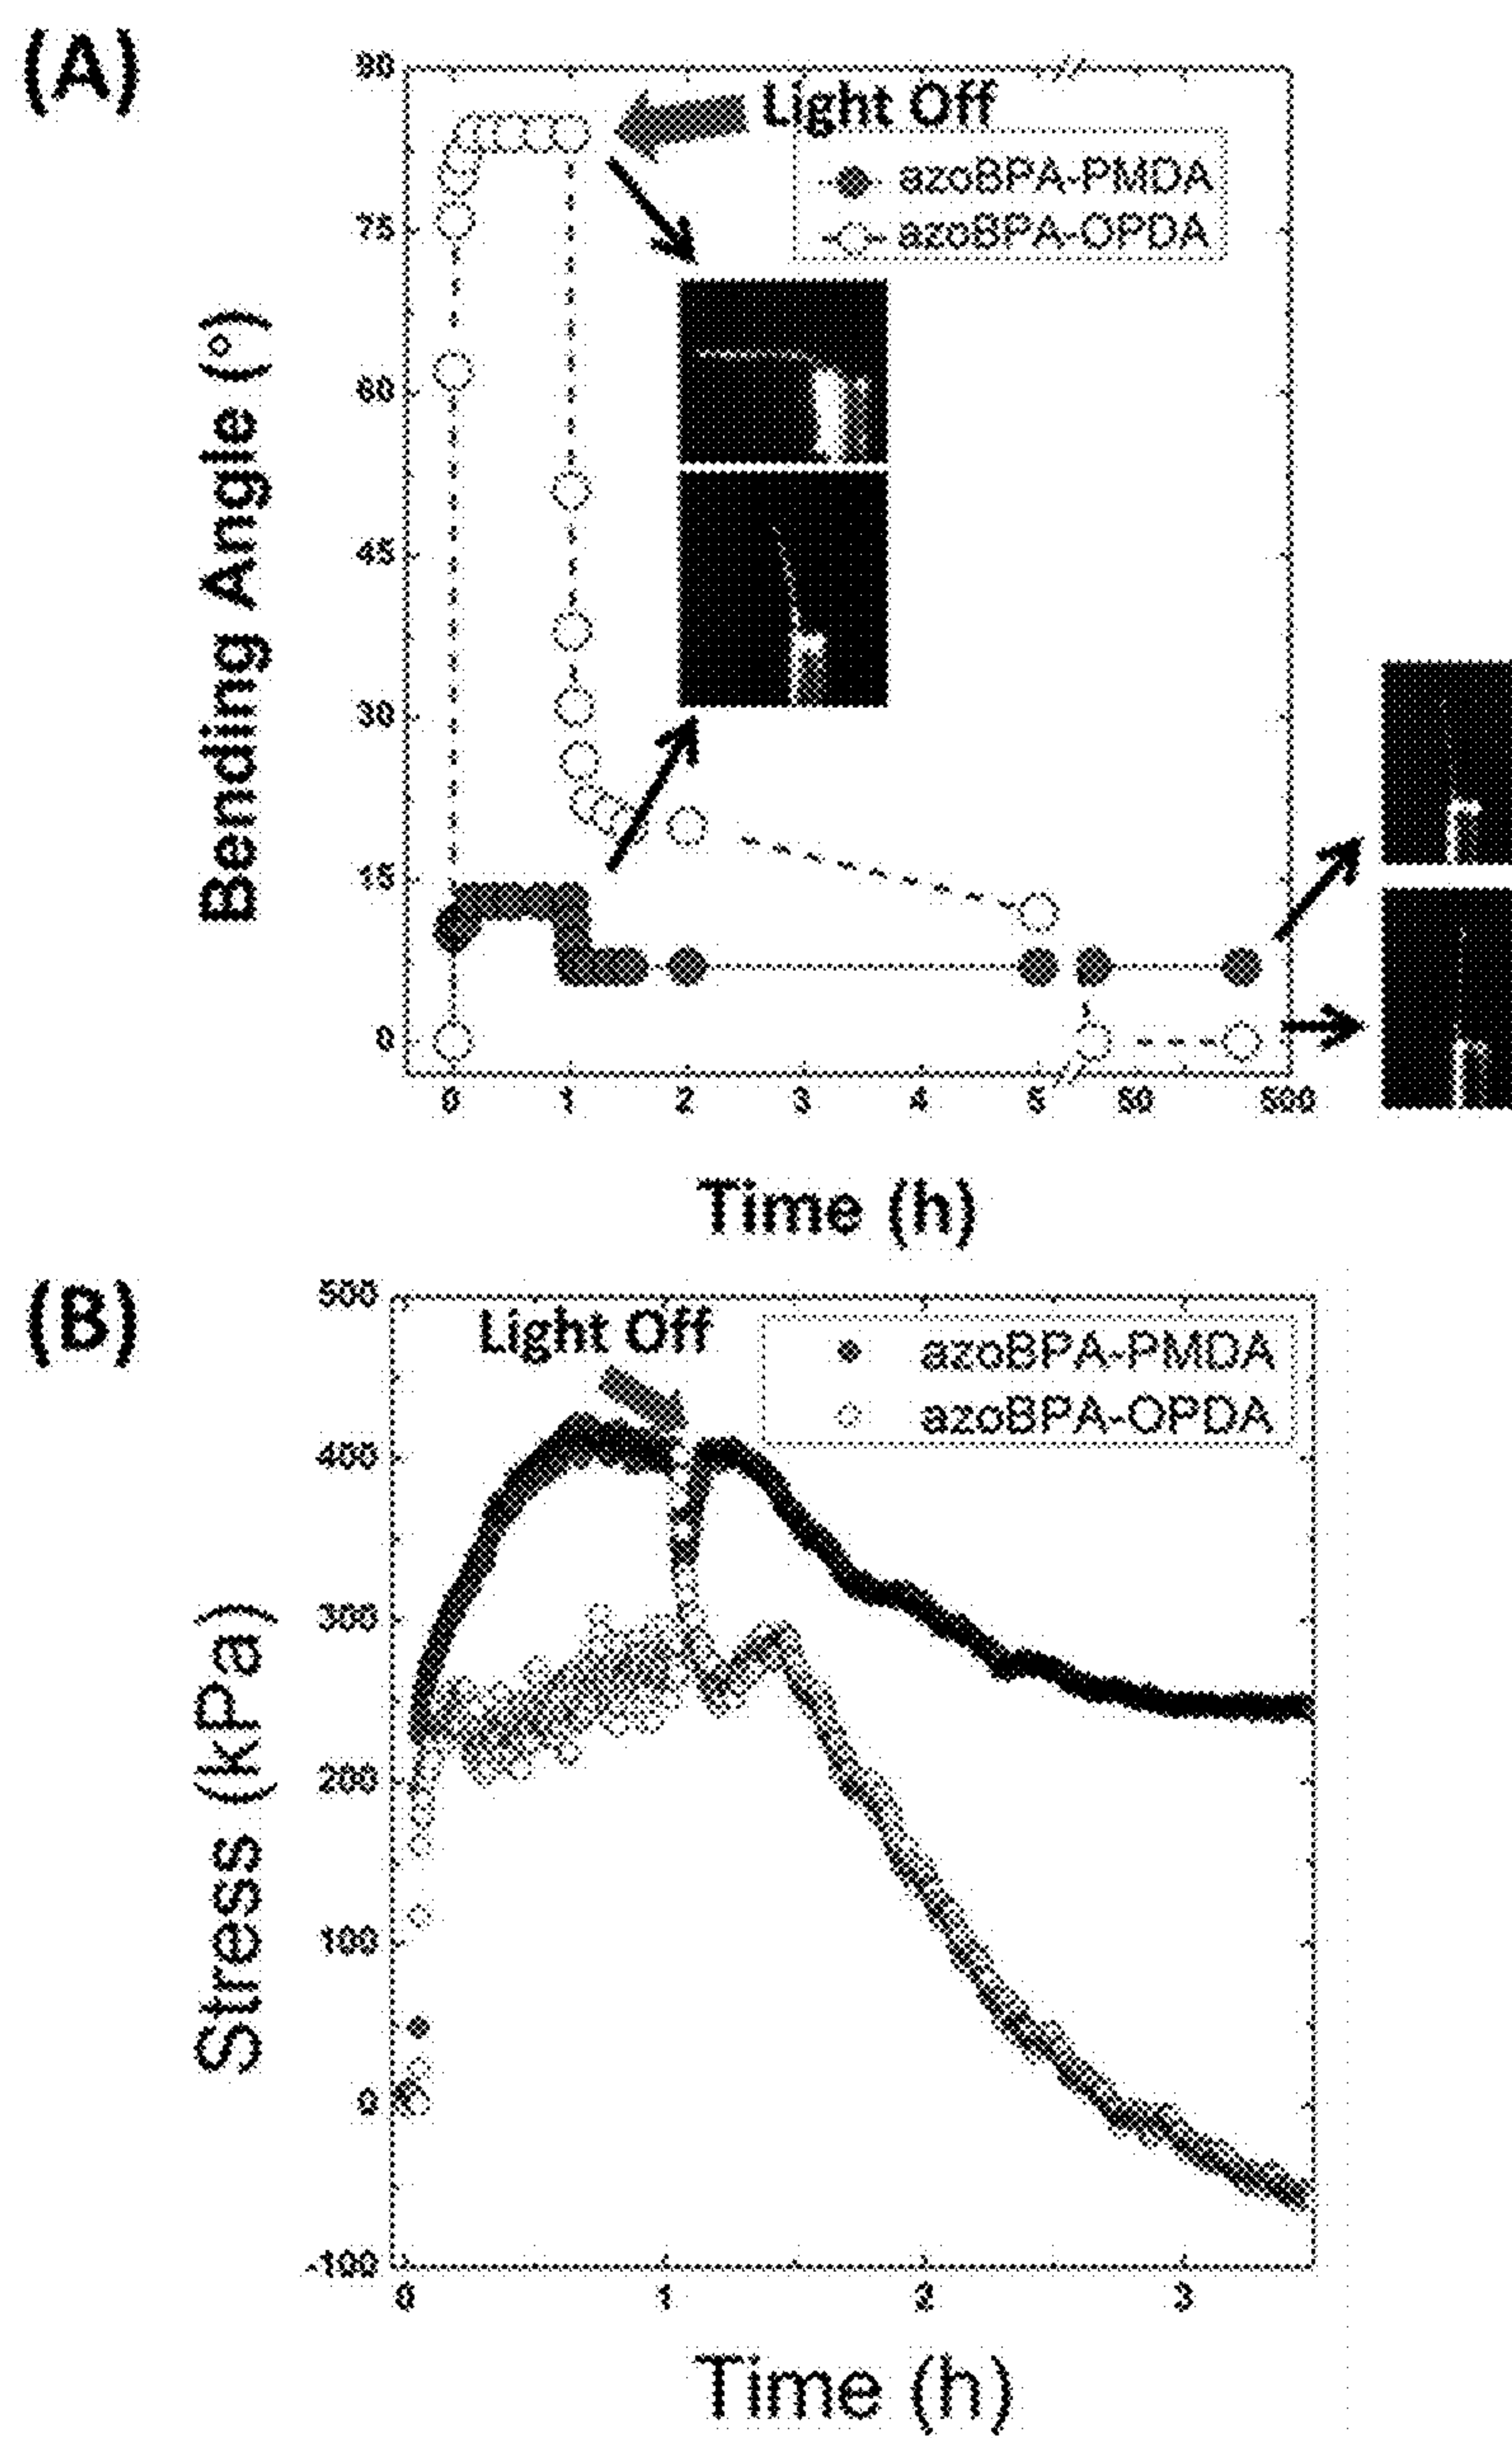 (A)
90
Light Off
azoBPA-PMDA
75
azoBPA-OPDA
60
45
30
15
0
0 1 2 3 4 5 50 500
Bending Angle (°)
Time (h)
(B)
500
Light Off
azoBPA-PMDA
azoBPA-OPDA
400
300
200
100
0
-100
0 1 2 3
Stress (kPa)
Time (h)